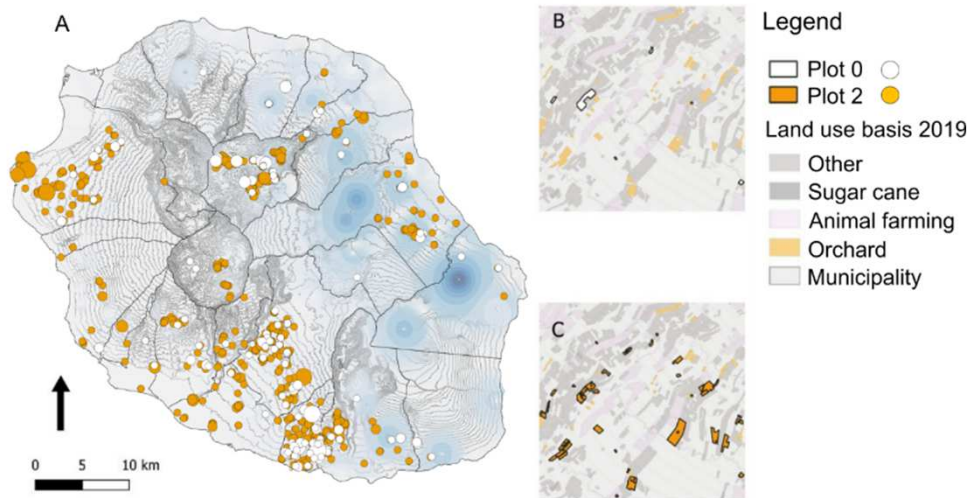 A
B
Legend
Plot 0
Plot 2
Land use basis 2019
Other
Sugar cane
Animal farming
Orchard
Municipality
C
0 5 10 km